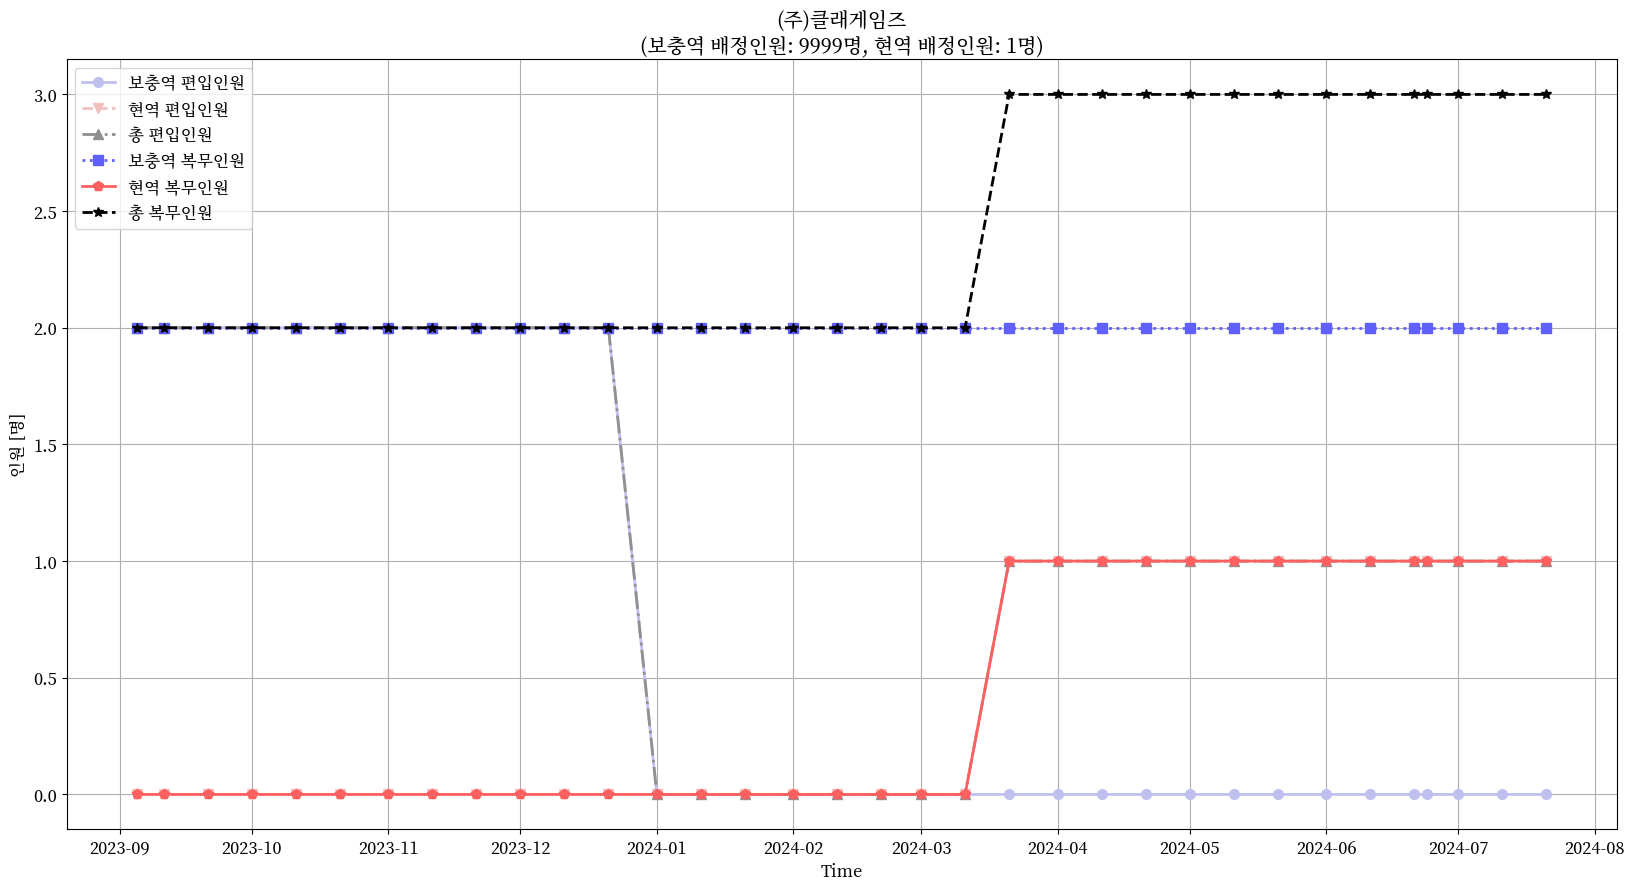 (주)클래게임즈
(보충역 배정인원: 9999명, 현역 배정인원: 1명)
보충역 편입인원
현역 편입인원
총 편입인원
보충역 복무인원
현역 복무인원
총 복무인원
인원 [명]
3.0
2.5
2.0
1.5
1.0
0.5
0.0
2023-09 2023-10 2023-11 2023-12 2024-01 2024-02 2024-03 2024-04 2024-05 2024-06 2024-07 2024-08
Time